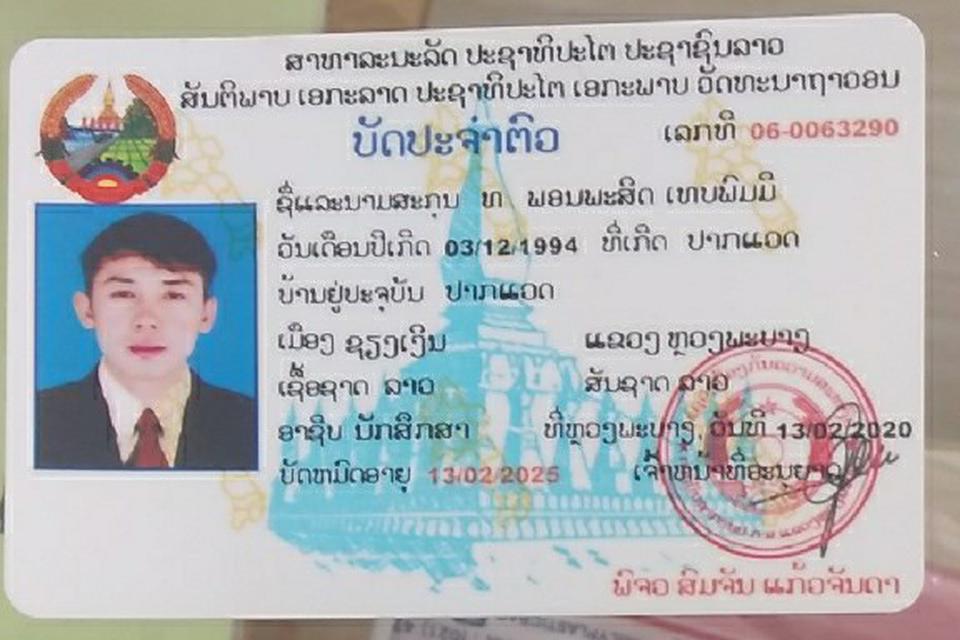 ສາທາລະນະລັດ ປະຊາທິປະໄຕ ປະຊາຊົນລາວ
ສັນຕິພາບ ເອກະລາດ ປະຊາທິປະໄຕ ເອກະພາບ ວັດທະນາຖາວອນ
ບັດປະຈຳຕົວ
ເລກທີ 06-0063290
ຊື່ແລະນາມສະກຸນ ທ. ພອນພະສິດ ເທບພົມມີ
ວັນເດືອນປີເກີດ 03/12/1994 ທີ່ເກີດ ປາກແວດ
ບ້ານຢູ່ປະຈຸບັນ ປາກແວດ
ເມືອງ ຊຽງເງິນ ແຂວງ ຫຼວງພະບາງ
ເຊື້ອຊາດ ລາວ ສັນຊາດ ລາວ
ອາຊີບ ນັກສຶກສາ ທີ່ຫຼວງພະບາງ, ວັນທີ 13/02/2020
ບັດຫມົດອາຍຸ 13/02/2025 ເຈົ້າຫນ້າທີ່ອະນຸຍາດ
ພິຈອ ສົມຈັນ ແກ້ວຈັນດາ